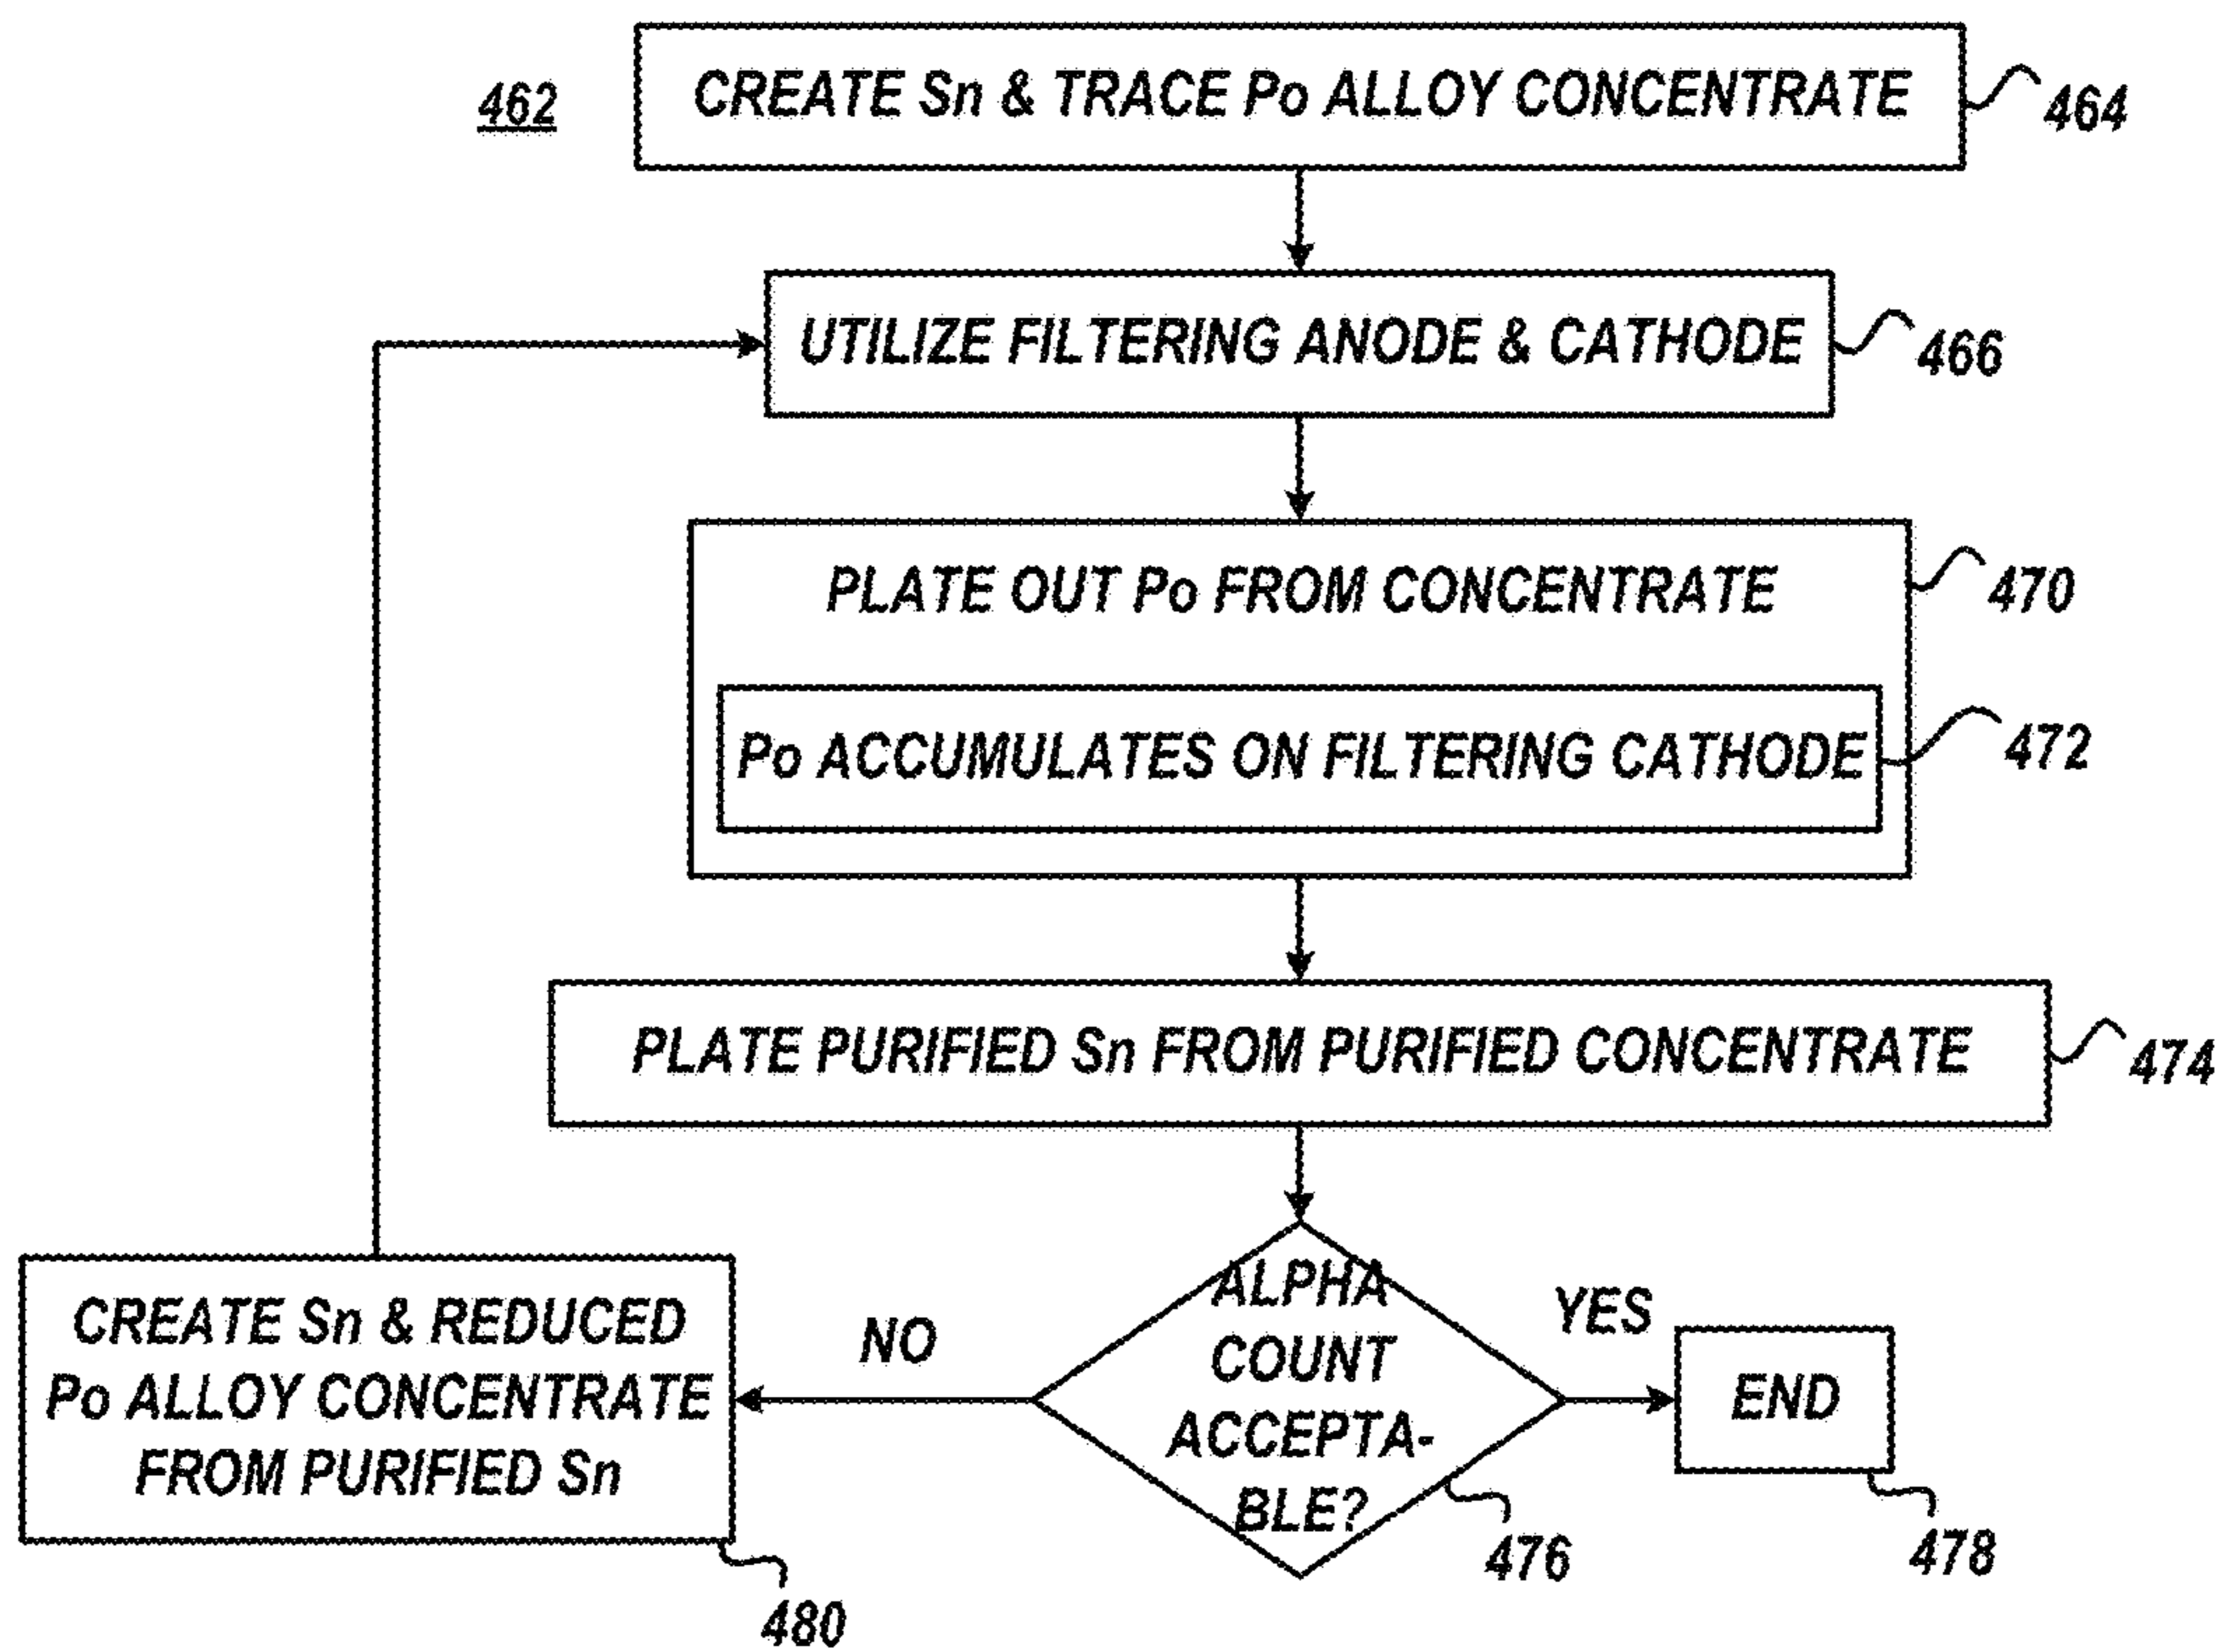 462
CREATE Sn & TRACE Po ALLOY CONCENTRATE
464
UTILIZE FILTERING ANODE & CATHODE
466
PLATE OUT Po FROM CONCENTRATE
470
Po ACCUMULATES ON FILTERING CATHODE
472
PLATE PURIFIED Sn FROM PURIFIED CONCENTRATE
474
ALPHA
COUNT
ACCEPTA-
BLE?
476
YES
END
478
NO
CREATE Sn & REDUCED
Po ALLOY CONCENTRATE
FROM PURIFIED Sn
480